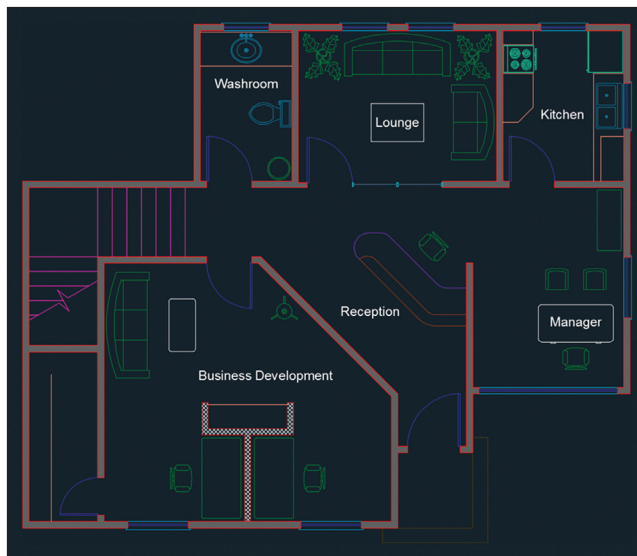 Washroom
Lounge
Kitchen
Reception
Manager
Business Development